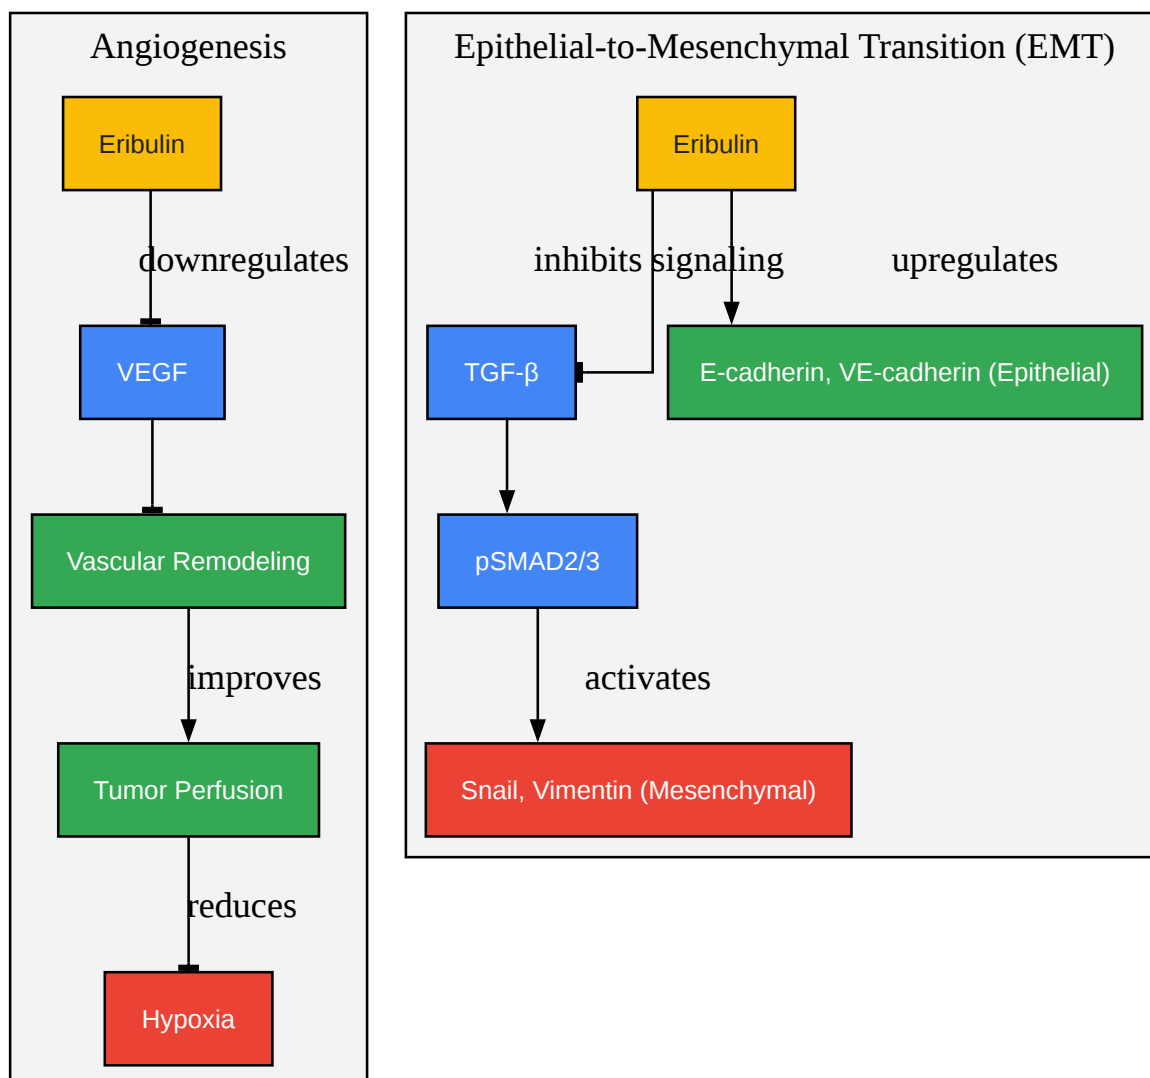 Angiogenesis
Eribulin
downregulates
VEGF
Vascular Remodeling
improves
Tumor Perfusion
reduces
Hypoxia
Epithelial-to-Mesenchymal Transition (EMT)
Eribulin
inhibits signaling
upregulates
TGF-β
E-cadherin, VE-cadherin (Epithelial)
pSMAD2/3
activates
Snail, Vimentin (Mesenchymal)